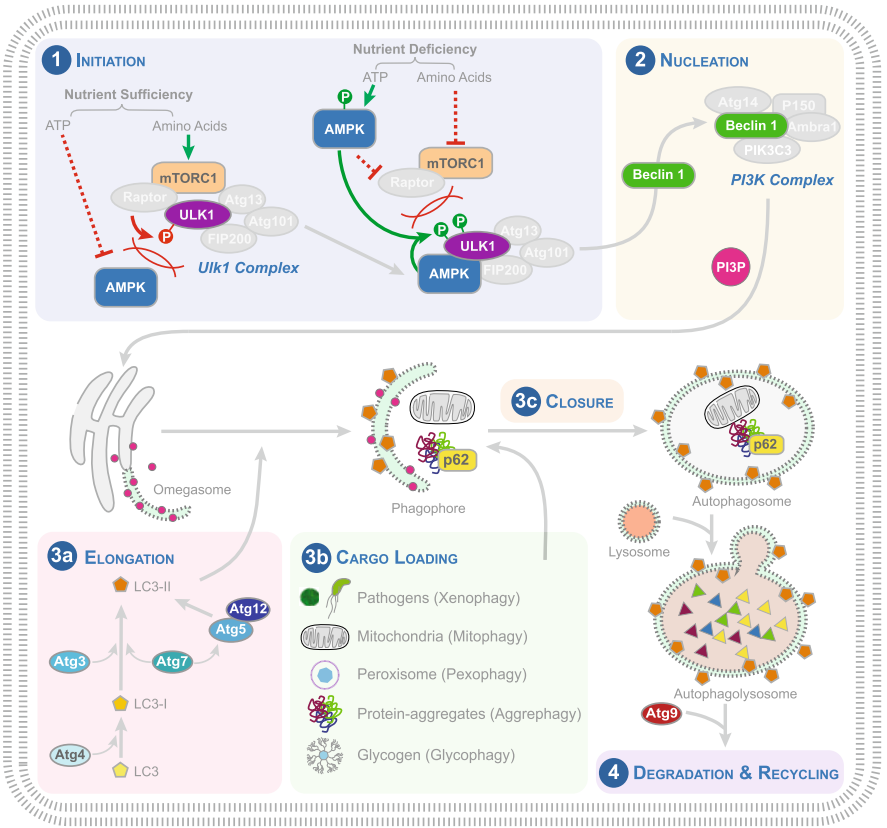 1 INITIATION
Nutrient Sufficiency
ATP
Amino Acids
mTORC1
Raptor
Atg13
ULK1
Atg101
P
FIP200
Ulk1 Complex
AMPK
Nutrient Deficiency
ATP
Amino Acids
P
AMPK
mTORC1
Raptor
P
P
Atg13
ULK1
Atg101
AMPK
FIP200
2 NUCLEATION
Atg14
P150
Beclin 1
Ambra1
PIK3C3
Beclin 1
PI3K Complex
PI3P
Omegasome
p62
Phagophore
3c CLOSURE
p62
Autophagosome
Lysosome
Autophagolysosome
Atg9
3a ELONGATION
LC3-II
Atg12
Atg5
Atg3
Atg7
LC3-I
Atg4
LC3
3b CARGO LOADING
Pathogens (Xenophagy)
Mitochondria (Mitophagy)
Peroxisome (Pexophagy)
Protein-aggregates (Aggrephagy)
Glycogen (Glycophagy)
4 DEGRADATION & RECYCLING